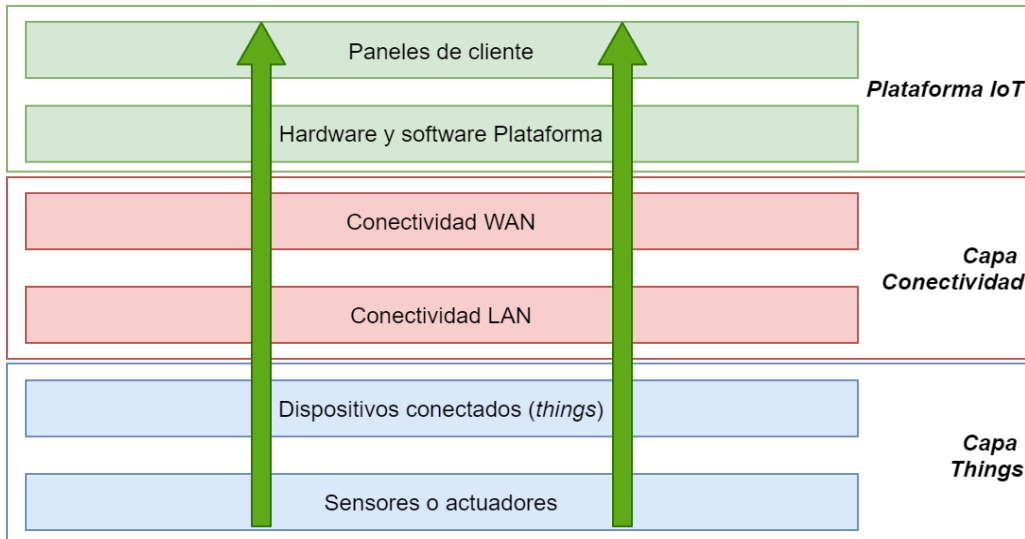 Paneles de cliente
Plataforma IoT
Hardware y software Plataforma
Conectividad WAN
Capa
Conectividad
Conectividad LAN
Dispositivos conectados (things)
Capa
Things
Sensores o actuadores